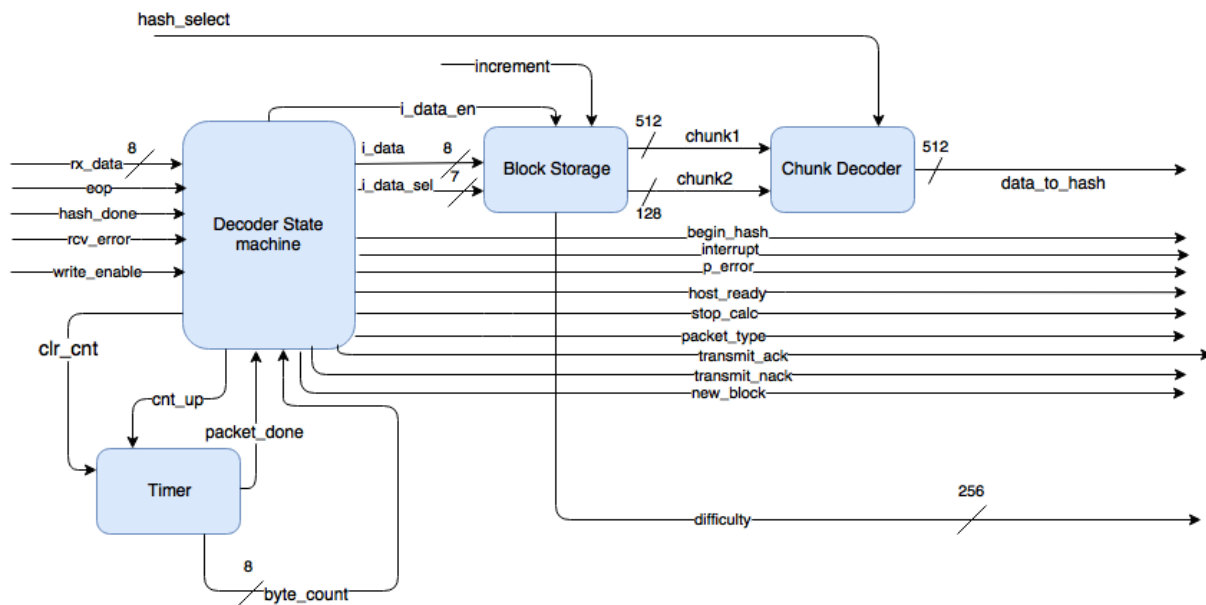 hash_select
increment
i_data_en
512
chunk1
8
rx_data
i_data
8
Block Storage
Chunk Decoder
512
eop
i_data_sel
7
chunk2
data_to_hash
hash_done
Decoder State
machine
128
rcv_error
begin_hash
interrupt
write_enable
p_error
host_ready
stop_calc
clr_cnt
packet_type
transmit_ack
transmit_nack
new_block
cnt_up
packet_done
Timer
256
difficulty
8
byte_count